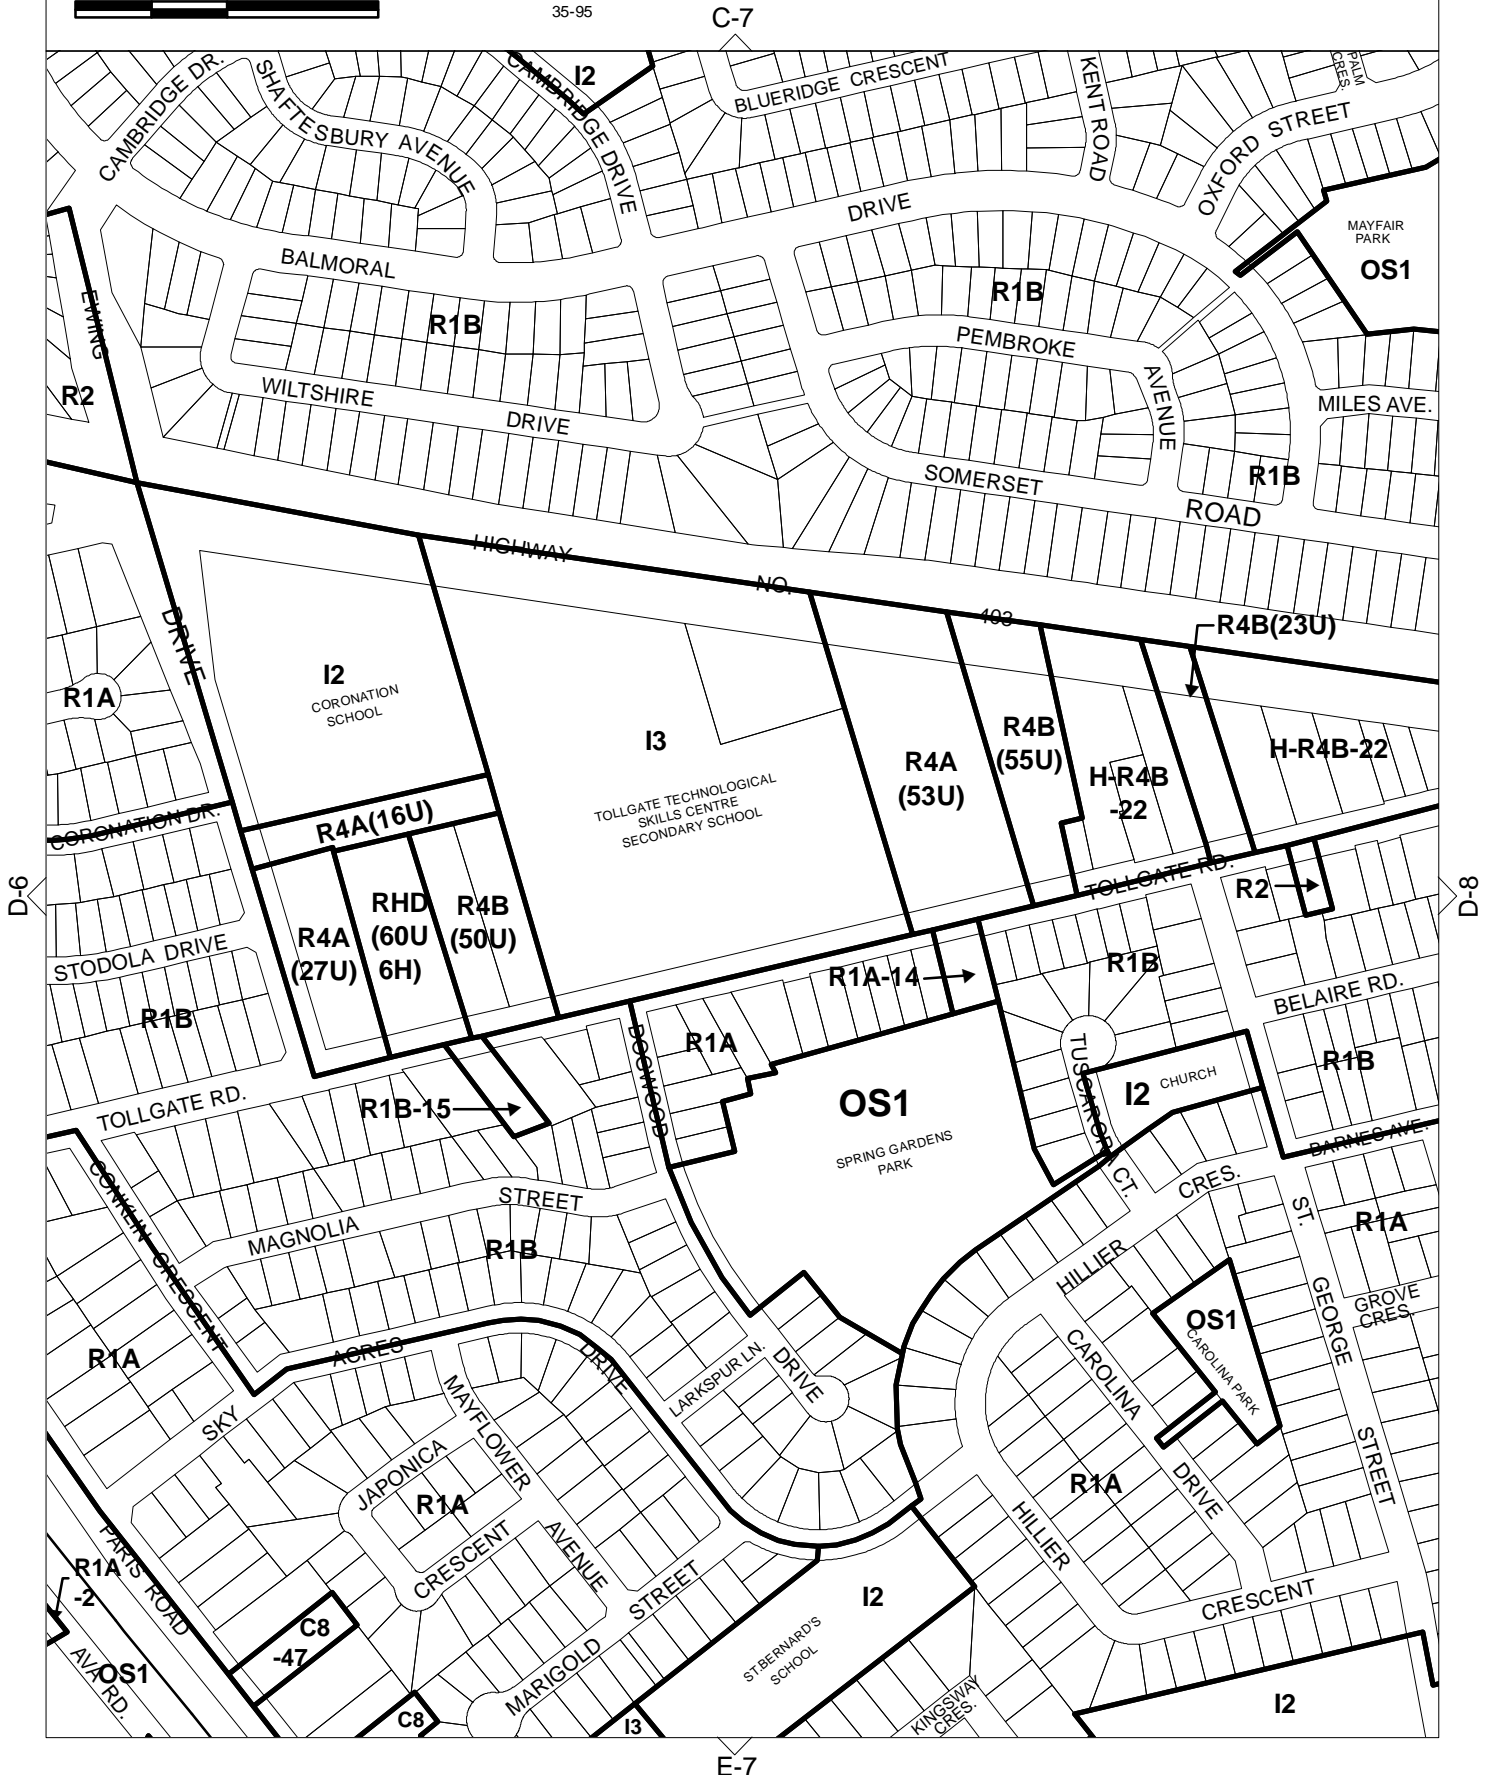 35-95
C-7
I2
CAMBRIDGE DR.
SHAFTESBURY AVENUE
CAMBRIDGE DRIVE
BLUERIDGE CRESCENT
KENT ROAD
PALM
CRES.
OXFORD STREET
MAYFAIR
PARK
OS1
BALMORAL
DRIVE
R1B
R1B
EWING
R2
PEMBROKE
AVENUE
WILTSHIRE
DRIVE
MILES AVE.
R1B
SOMERSET
ROAD
HIGHWAY
NO.
403
DRIVE
R4B(23U)
R1A
I2
CORONATION
SCHOOL
I3
TOLLGATE TECHNOLOGICAL
SKILLS CENTRE
SECONDARY SCHOOL
R4A
(53U)
R4B
(55U)
H-R4B
-22
H-R4B-22
CORONATION DR.
R4A(16U)
D-6
D-8
TOLLGATE RD.
R2
R4A
(27U)
RHD
(60U
6H)
R4B
(50U)
STODOLA DRIVE
R1B
R1A-14
R1B
BELAIRE RD.
DOGWOOD
R1A
TUSCARORA CT.
R1B
I2
CHURCH
TOLLGATE RD.
R1B-15
OS1
SPRING GARDENS
PARK
BARNES AVE.
CONKLIN CRESCENT
MAGNOLIA
STREET
R1B
HILLIER
CRES.
ST.
GEORGE
STREET
R1A
GROVE
CRES.
OS1
CAROLINA PARK
R1A
SKY
ACRES
DRIVE
LARKSPUR LN.
DRIVE
CAROLINA
DRIVE
MAYFLOWER
AVENUE
JAPONICA
CRESCENT
R1A
R1A
HILLIER
CRESCENT
PARIS ROAD
R1A
-2
OS1
AVA RD.
C8
-47
C8
MARIGOLD
STREET
I3
I2
ST.BERNARD'S
SCHOOL
KINGSWAY
CRES.
I2
E-7